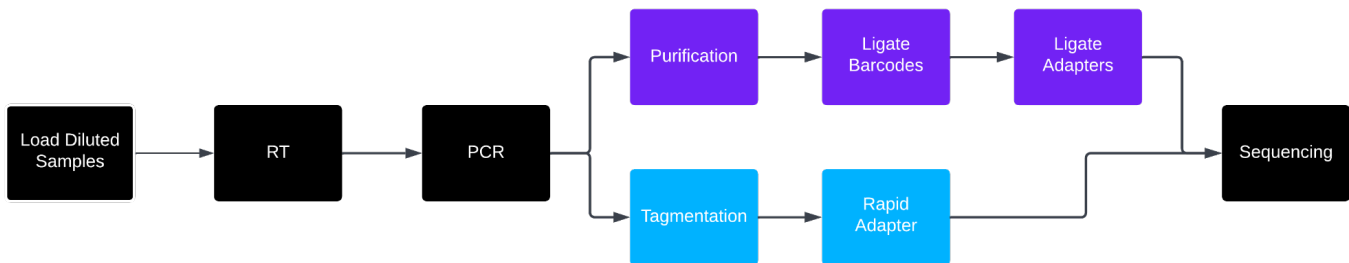 Load Diluted
Samples
RT
PCR
Purification
Ligate
Barcodes
Ligate
Adapters
Tagmentation
Rapid
Adapter
Sequencing